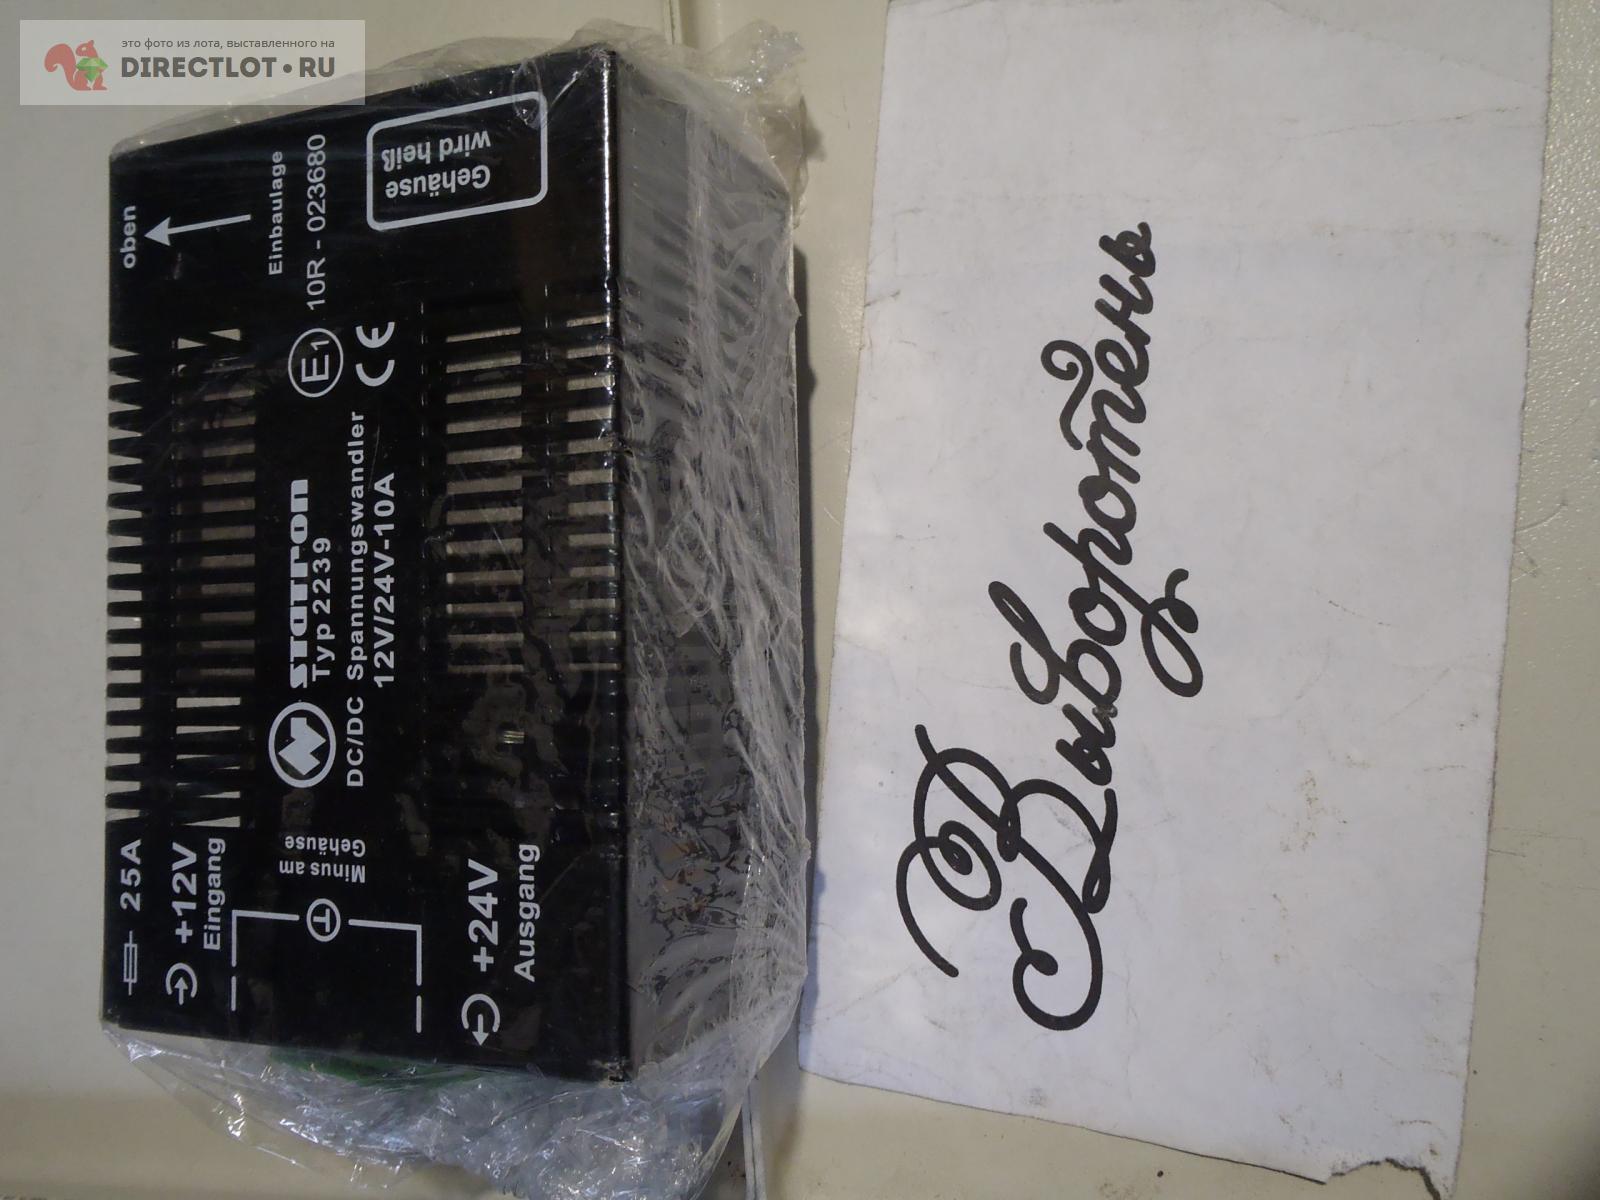 это фото из лота, выставленного на
DIRECTLOT•RU
25A
+12V
Eingang
Minus am
Gehäuse
T
+24V
Ausgang
statron
Typ 2239
DC/DC Spannungswandler
12V/24V-10A
E1
10R - 023680
CE
oben
Einbaulage
Gehäuse
wird heiß
Выворотень